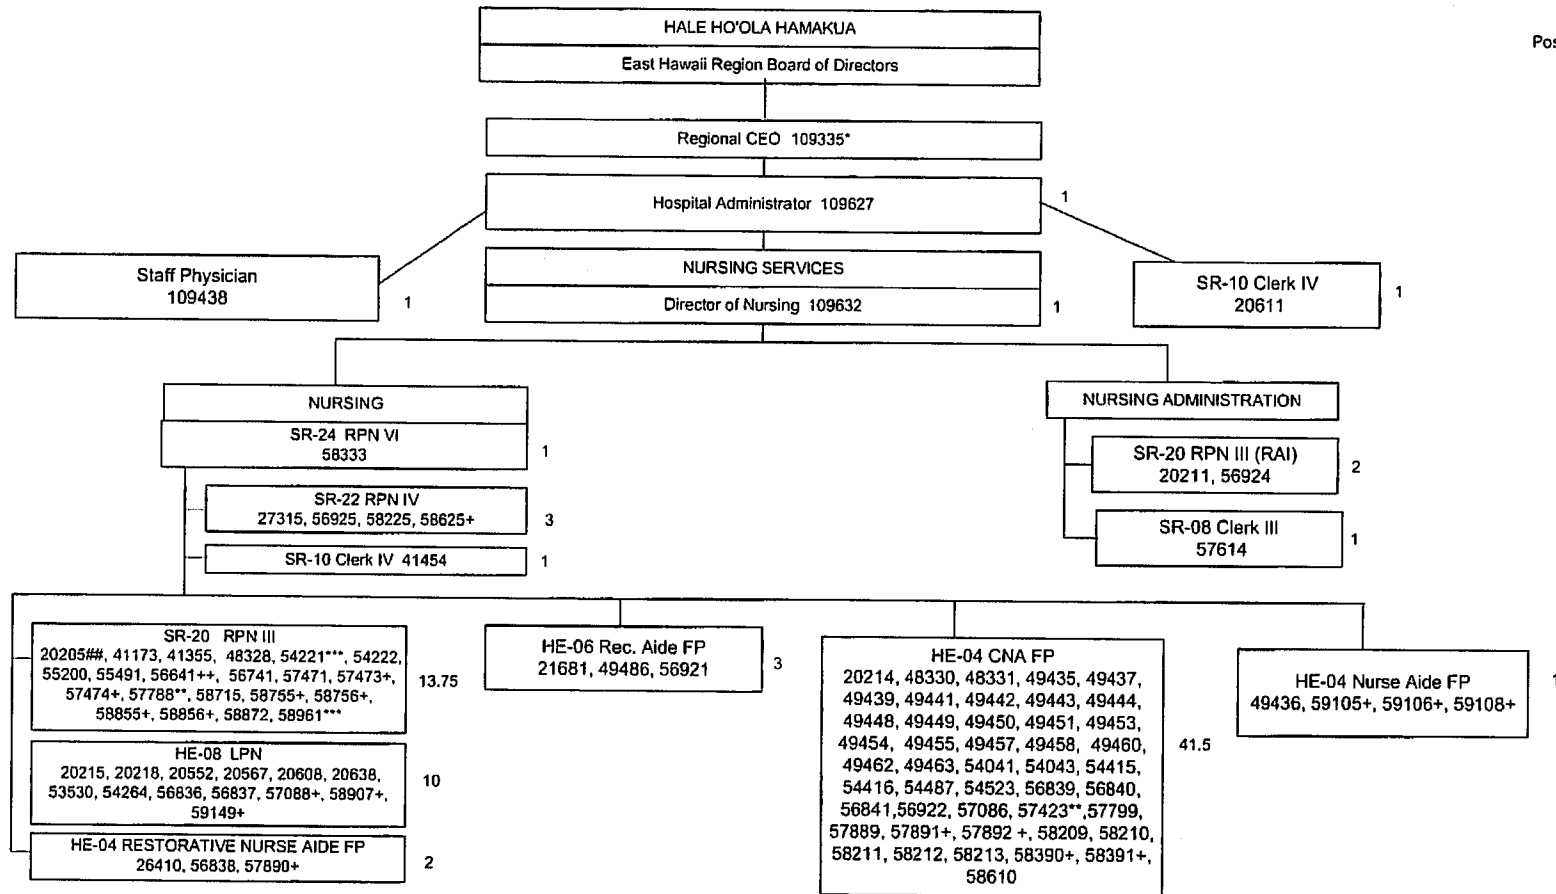 HALE HO'OLA HAMAKUA
East Hawaii Region Board of Directors
Pos
Regional CEO 109335*
Hospital Administrator 109627
1
Staff Physician
109438
1
NURSING SERVICES
Director of Nursing 109632
1
SR-10 Clerk IV
20611
1
NURSING
SR-24 RPN VI
58333
1
SR-22 RPN IV
27315, 56925, 58225, 58625+
3
SR-10 Clerk IV 41454
1
NURSING ADMINISTRATION
SR-20 RPN III (RAI)
20211, 56924
2
SR-08 Clerk III
57614
1
SR-20 RPN III
20205##, 41173, 41355, 48328, 54221***, 54222,
55200, 55491, 56641++, 56741, 57471, 57473+,
57474+, 57788**, 58715, 58755+, 58756+,
58855+, 58856+, 58872, 58961***
13.75
HE-08 LPN
20215, 20218, 20552, 20567, 20608, 20638,
53530, 54264, 56836, 56837, 57088+, 58907+,
59149+
10
HE-04 RESTORATIVE NURSE AIDE FP
26410, 56838, 57890+
2
HE-06 Rec. Aide FP
21681, 49486, 56921
3
HE-04 CNA FP
20214, 48330, 48331, 49435, 49437,
49439, 49441, 49442, 49443, 49444,
49448, 49449, 49450, 49451, 49453,
49454, 49455, 49457, 49458, 49460,
49462, 49463, 54041, 54043, 54415,
54416, 54487, 54523, 56839, 56840,
56841,56922, 57086, 57423**,57799,
57889, 57891+, 57892 +, 58209, 58210,
58211, 58212, 58213, 58390+, 58391+,
58610
41.5
HE-04 Nurse Aide FP
49436, 59105+, 59106+, 59108+
1